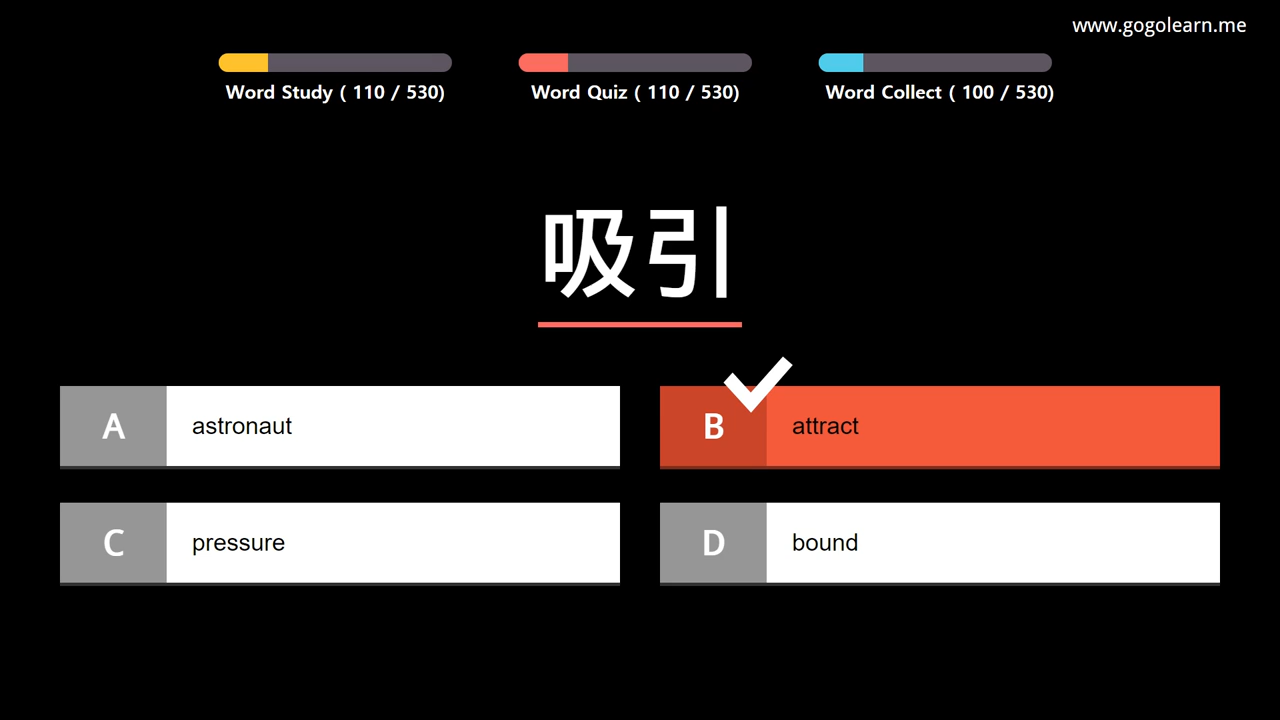 www.gogolearn.me
Word Study ( 110 / 530)
Word Quiz ( 110 / 530)
Word Collect ( 100 / 530)
吸引
A astronaut
B attract
C pressure
D bound